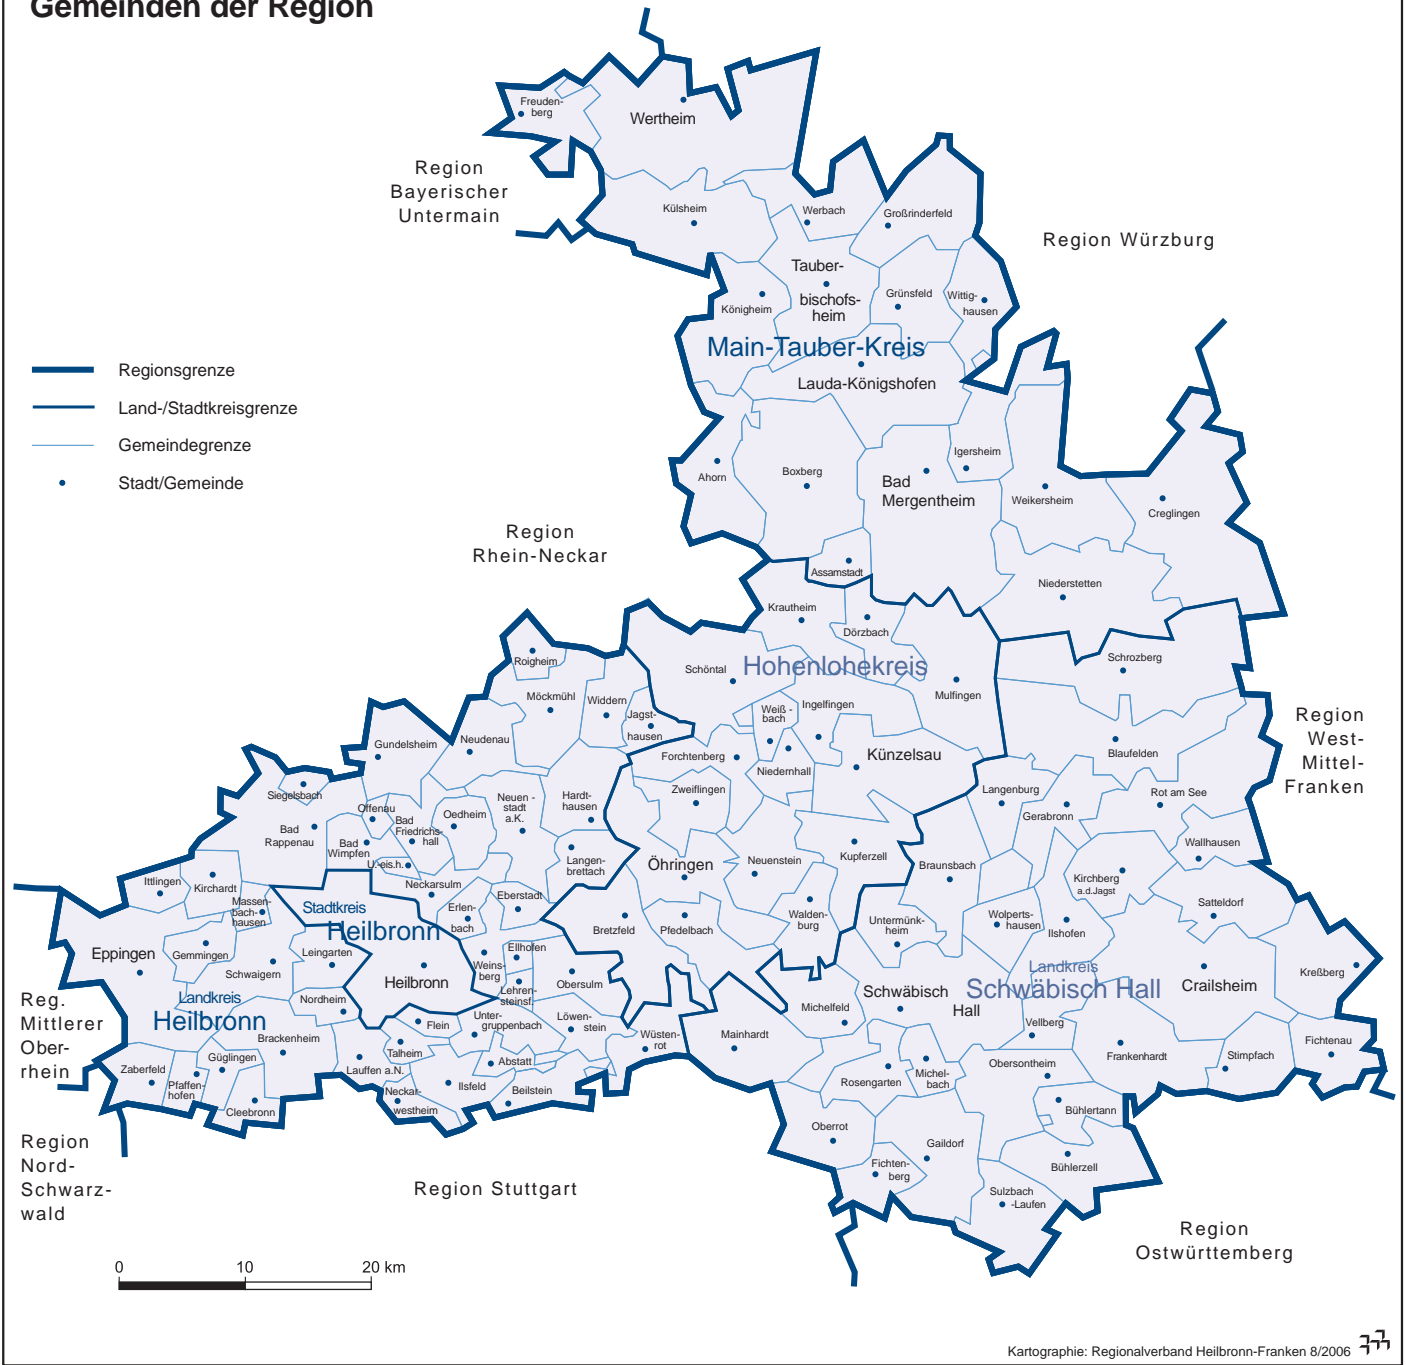 Gemeinden der Region
Freuden-
berg
Wertheim
Region
Bayerischer
Untermain
Külsheim
Werbach
Großrinderfeld
Region Würzburg
Tauber-
bischofs-
heim
Königheim
Grünsfeld
Wittig-
hausen
Main-Tauber-Kreis
Lauda-Königshofen
Regionsgrenze
Land-/Stadtkreisgrenze
Gemeindegrenze
Stadt/Gemeinde
Ahorn
Boxberg
Bad
Mergentheim
Igersheim
Weikersheim
Creglingen
Region
Rhein-Neckar
Assamstadt
Niederstetten
Krautheim
Dörzbach
Schöntal
Hohenlohekreis
Mulfingen
Schrozberg
Roigheim
Möckmühl
Widdern
Jagst-
hausen
Weiß -
bach
Ingelfingen
Forchtenberg
Niedernhall
Künzelsau
Blaufelden
Region
West-
Mittel-
Franken
Gundelsheim
Neudenau
Siegelsbach
Offenau
Bad
Rappenau
Bad
Wimpfen
Bad
Friedrichs-
hall
Oedheim
Neuen -
stadt
a.K.
Hardt-
hausen
Zweiflingen
Langenburg
Gerabronn
Rot am See
Wallhausen
U.-eis.h.
Langen-
brettach
Öhringen
Neuenstein
Kupferzell
Braunsbach
Kirchberg
a.d.Jagst
Ittlingen
Kirchardt
Massen-
bach-
hausen
Neckarsulm
Erlen-
bach
Eberstadt
Stadtkreis
Heilbronn
Bretzfeld
Pfedelbach
Walden-
burg
Untermünk-
heim
Wolperts-
hausen
Ilshofen
Satteldorf
Eppingen
Gemmingen
Schwaigern
Leingarten
Heilbronn
Weins-
berg
Ellhofen
Lehren-
steinsf.
Obersulm
Landkreis
Schwäbisch Hall
Crailsheim
Kreßberg
Reg.
Mittlerer
Ober-
rhein
Landkreis
Heilbronn
Nordheim
Flein
Unter-
gruppenbach
Löwen-
stein
Wüsten-
rot
Mainhardt
Michelfeld
Schwäbisch
Hall
Vellberg
Frankenhardt
Stimpfach
Fichtenau
Zaberfeld
Pfaffen-
hofen
Güglingen
Brackenheim
Cleebronn
Lauffen a.N.
Talheim
Neckar-
westheim
Ilsfeld
Abstatt
Beilstein
Rosengarten
Michel-
bach
Obersontheim
Bühlertann
Region
Nord-
Schwarz-
wald
Oberrot
Fichten-
berg
Gaildorf
Bühlerzell
Sulzbach
-Laufen
Region Stuttgart
Region
Ostwürttemberg
0 10 20 km
Kartographie: Regionalverband Heilbronn-Franken 8/2006